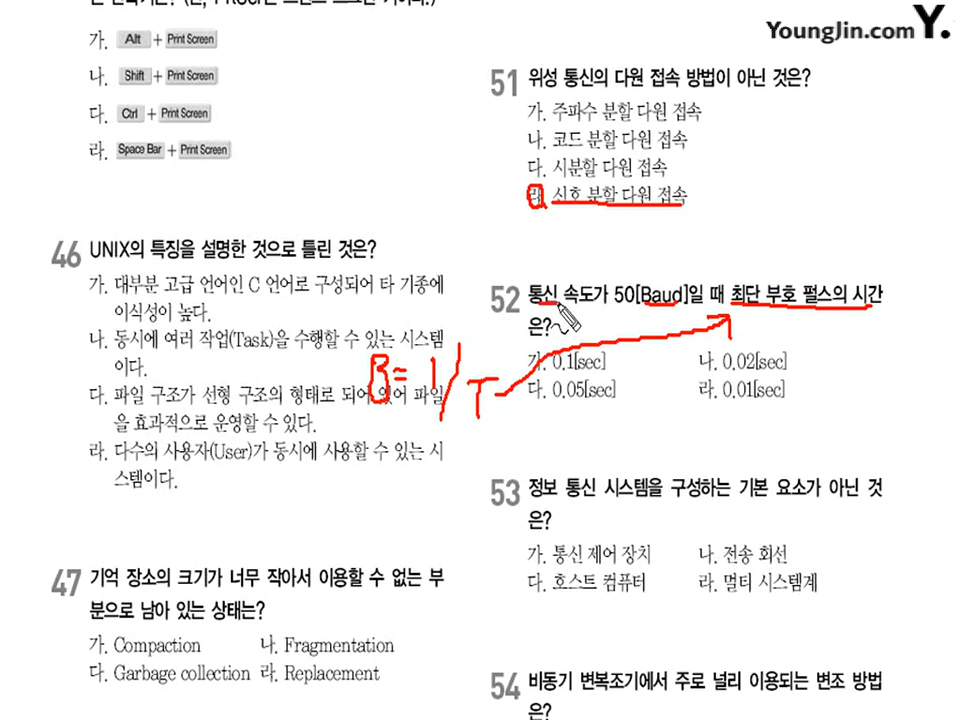 가. Alt + Print Screen
나. Shift + Print Screen
다. Ctrl + Print Screen
라. Space Bar + Print Screen
46 UNIX의 특징을 설명한 것으로 틀린 것은?
가. 대부분 고급 언어인 C 언어로 구성되어 타 기종에
이식성이 높다.
나. 동시에 여러 작업(Task)을 수행할 수 있는 시스템
이다.
다. 파일 구조가 선형 구조의 형태로 되어 있어 파일
을 효과적으로 운영할 수 있다.
라. 다수의 사용자(User)가 동시에 사용할 수 있는 시
스템이다.
47 기억 장소의 크기가 너무 작아서 이용할 수 없는 부
분으로 남아 있는 상태는?
가. Compaction 나. Fragmentation
다. Garbage collection 라. Replacement
YoungJin.com Y.
51 위성 통신의 다원 접속 방법이 아닌 것은?
가. 주파수 분할 다원 접속
나. 코드 분할 다원 접속
다. 시분할 다원 접속
라. 신호 분할 다원 접속
52 통신 속도가 50[Baud]일 때 최단 부호 펄스의 시간
은?
가. 0.1[sec] 나. 0.02[sec]
다. 0.05[sec] 라. 0.01[sec]
B = 1/T
53 정보 통신 시스템을 구성하는 기본 요소가 아닌 것
은?
가. 통신 제어 장치 나. 전송 회선
다. 호스트 컴퓨터 라. 멀티 시스템계
54 비동기 변복조기에서 주로 널리 이용되는 변조 방법
은?